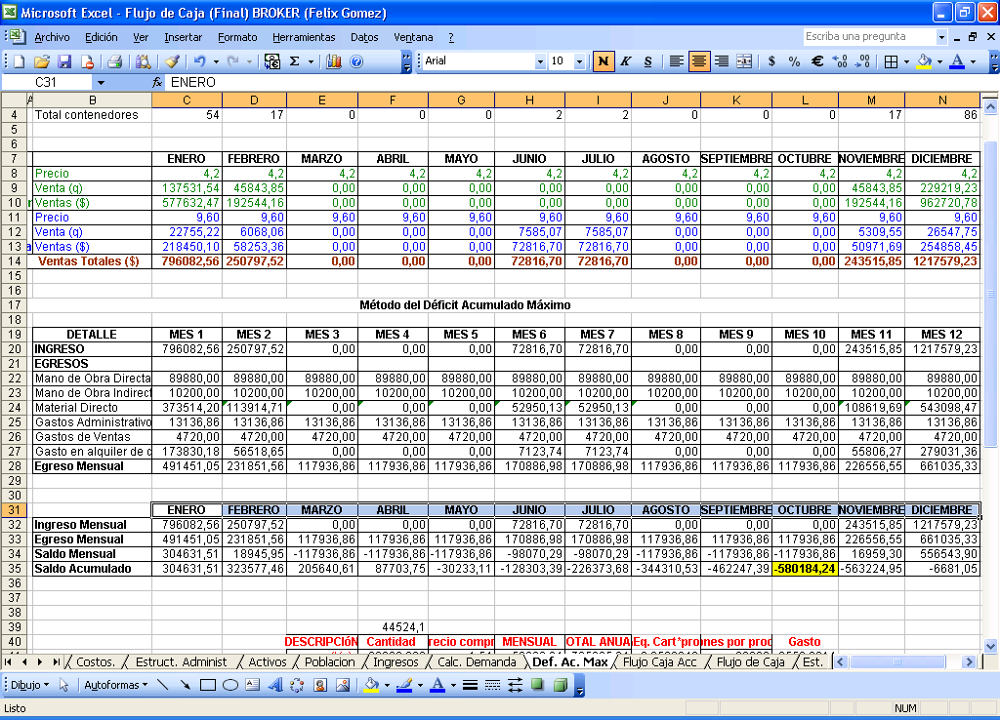 Microsoft Excel - Flujo de Caja (Final) BROKER (Felix Gomez)
Archivo Edición Ver Insertar Formato Herramientas Datos Ventana ? Escriba una pregunta
Arial 10 N K S $ % €
C31 fx ENERO
A B C D E F G H I J K L M N
4 Total contenedores 54 17 0 0 0 2 2 0 0 0 17 86
5
6
7 ENERO FEBRERO MARZO ABRIL MAYO JUNIO JULIO AGOSTO SEPTIEMBRE OCTUBRE NOVIEMBRE DICIEMBRE
8 Precio 4,2 4,2 4,2 4,2 4,2 4,2 4,2 4,2 4,2 4,2 4,2 4,2
9 Venta (q) 137531,54 45843,85 0,00 0,00 0,00 0,00 0,00 0,00 0,00 0,00 45843,85 229219,23
10 Ventas ($) 577632,47 192544,16 0,00 0,00 0,00 0,00 0,00 0,00 0,00 0,00 192544,16 962720,78
11 Precio 9,60 9,60 9,60 9,60 9,60 9,60 9,60 9,60 9,60 9,60 9,60 9,60
12 Venta (q) 22755,22 6068,06 0,00 0,00 0,00 7585,07 7585,07 0,00 0,00 0,00 5309,55 26547,75
13 a Ventas ($) 218450,10 58253,36 0,00 0,00 0,00 72816,70 72816,70 0,00 0,00 0,00 50971,69 254858,45
14 Ventas Totales ($) 796082,56 250797,52 0,00 0,00 0,00 72816,70 72816,70 0,00 0,00 0,00 243515,85 1217579,23
15
16
17 Método del Déficit Acumulado Máximo
18
19 DETALLE MES 1 MES 2 MES 3 MES 4 MES 5 MES 6 MES 7 MES 8 MES 9 MES 10 MES 11 MES 12
20 INGRESO 796082,56 250797,52 0,00 0,00 0,00 72816,70 72816,70 0,00 0,00 0,00 243515,85 1217579,23
21 EGRESOS
22 Mano de Obra Directa 89880,00 89880,00 89880,00 89880,00 89880,00 89880,00 89880,00 89880,00 89880,00 89880,00 89880,00 89880,00
23 Mano de Obra Indirect 10200,00 10200,00 10200,00 10200,00 10200,00 10200,00 10200,00 10200,00 10200,00 10200,00 10200,00 10200,00
24 Material Directo 373514,20 113914,71 0,00 0,00 0,00 52950,13 52950,13 0,00 0,00 0,00 108619,69 543098,47
25 Gastos Administrativo 13136,86 13136,86 13136,86 13136,86 13136,86 13136,86 13136,86 13136,86 13136,86 13136,86 13136,86 13136,86
26 Gastos de Ventas 4720,00 4720,00 4720,00 4720,00 4720,00 4720,00 4720,00 4720,00 4720,00 4720,00 4720,00 4720,00
27 Gasto en alquiler de c 173830,18 56518,65 0,00 0,00 0,00 7123,74 7123,74 0,00 0,00 0,00 55806,27 279031,36
28 Egreso Mensual 491451,05 231851,56 117936,86 117936,86 117936,86 170886,98 170886,98 117936,86 117936,86 117936,86 226556,55 661035,33
29
30
31 ENERO FEBRERO MARZO ABRIL MAYO JUNIO JULIO AGOSTO SEPTIEMBRE OCTUBRE NOVIEMBRE DICIEMBRE
32 Ingreso Mensual 796082,56 250797,52 0,00 0,00 0,00 72816,70 72816,70 0,00 0,00 0,00 243515,85 1217579,23
33 Egreso Mensual 491451,05 231851,56 117936,86 117936,86 117936,86 170886,98 170886,98 117936,86 117936,86 117936,86 226556,55 661035,33
34 Saldo Mensual 304631,51 18945,95 -117936,86 -117936,86 -117936,86 -98070,29 -98070,29 -117936,86 -117936,86 -117936,86 16959,30 556543,90
35 Saldo Acumulado 304631,51 323577,46 205640,61 87703,75 -30233,11 -128303,39 -226373,68 -344310,53 -462247,39 -580184,24 -563224,95 -6681,05
36
37
38
39 44524,1
40 DESCRIPCIóN Cantidad recio compr MENSUAL OTAL ANUA Eq. Cart*pro nes por prod Gasto
Costos. Estruct. Administ Activos Poblacion Ingresos Calc. Demanda Def. Ac. Max Flujo Caja Acc Flujo de Caja Est.
Dibujo Autoformas
Listo NUM